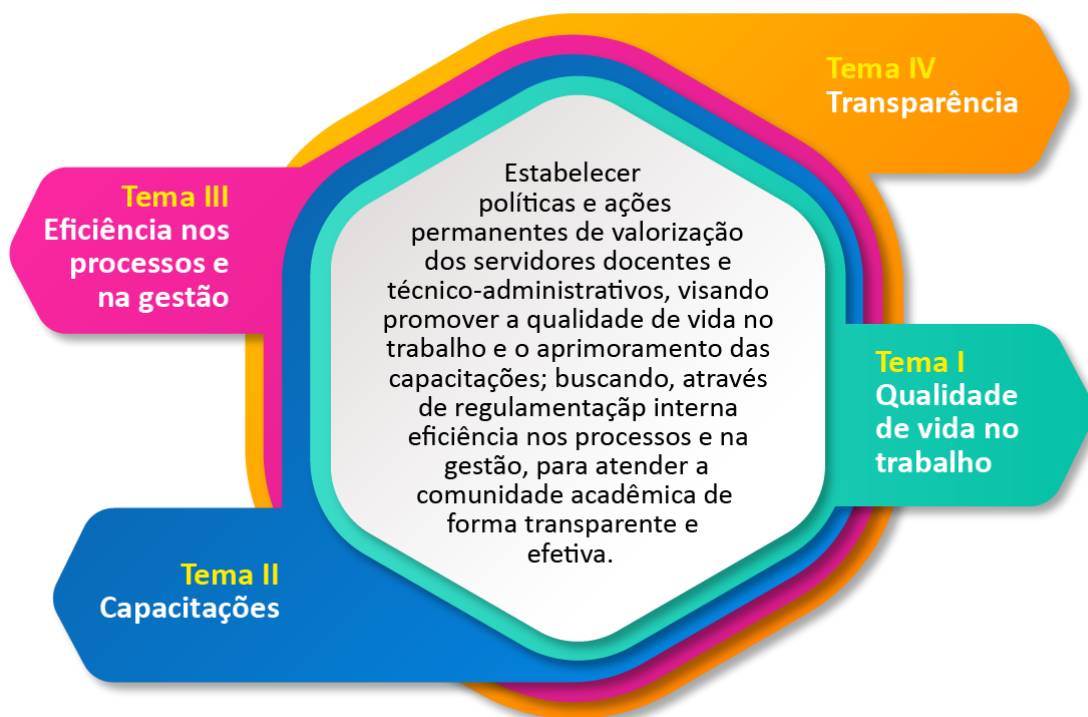 Tema IV
Transparência
Tema III
Eficiência nos
processos e
na gestão
Estabelecer
políticas e ações
permanentes de valorização
dos servidores docentes e
técnico-administrativos, visando
promover a qualidade de vida no
trabalho e o aprimoramento das
capacitações; buscando, através
de regulamentaçãp interna
eficiência nos processos e na
gestão, para atender a
comunidade acadêmica de
forma transparente e
efetiva.
Tema I
Qualidade
de vida no
trabalho
Tema II
Capacitações